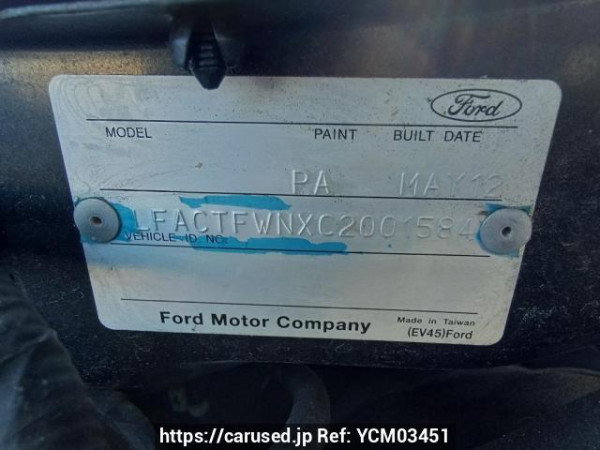 Ford
MODEL PAINT BUILT DATE
PA MAY12
LFACTFWNXC2001584
VEHICLE ID NO.
Ford Motor Company
Made in Taiwan
(EV45)Ford
https://carused.jp Ref: YCM03451